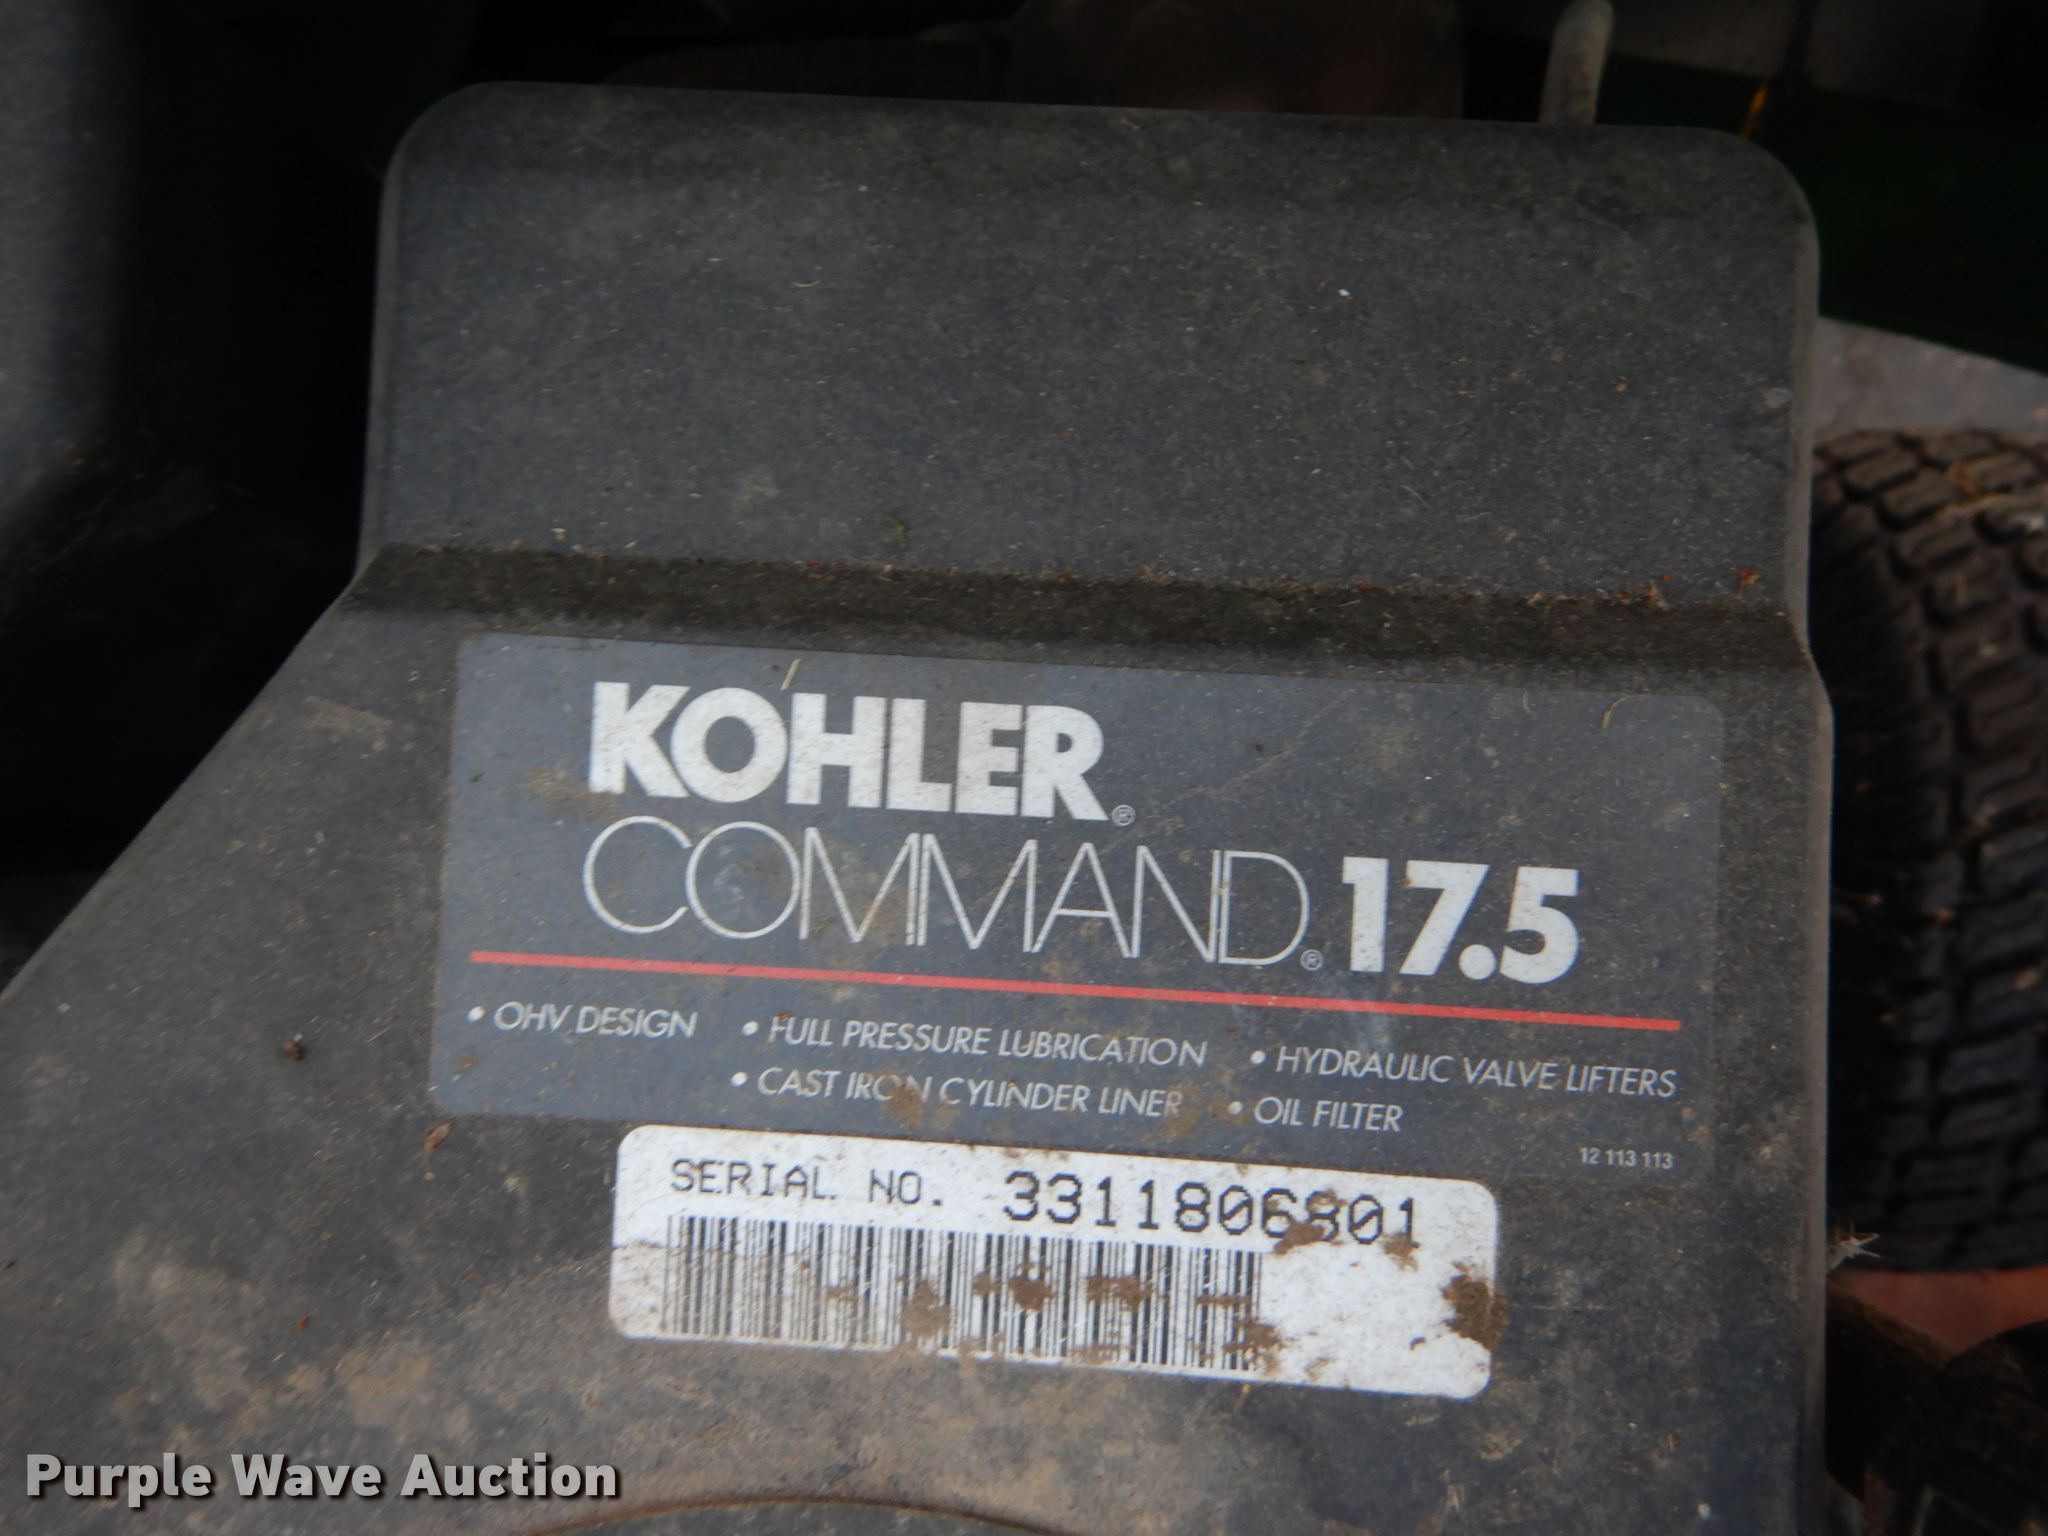 KOHLER®
COMMAND® 17.5
• OHV DESIGN • FULL PRESSURE LUBRICATION • HYDRAULIC VALVE LIFTERS
• CAST IRON CYLINDER LINER • OIL FILTER
12 113 113
SERIAL NO. 3311806801
Purple Wave Auction